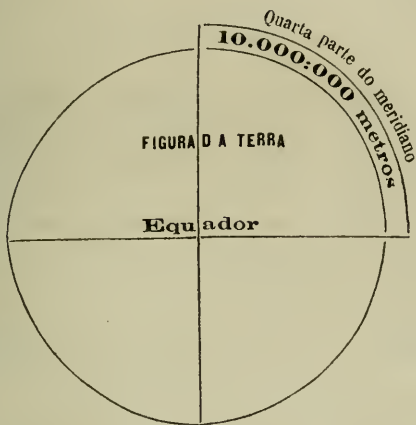 Quarta parte do meridiano
10.000:000 metros
FIGURA DA TERRA
Equador